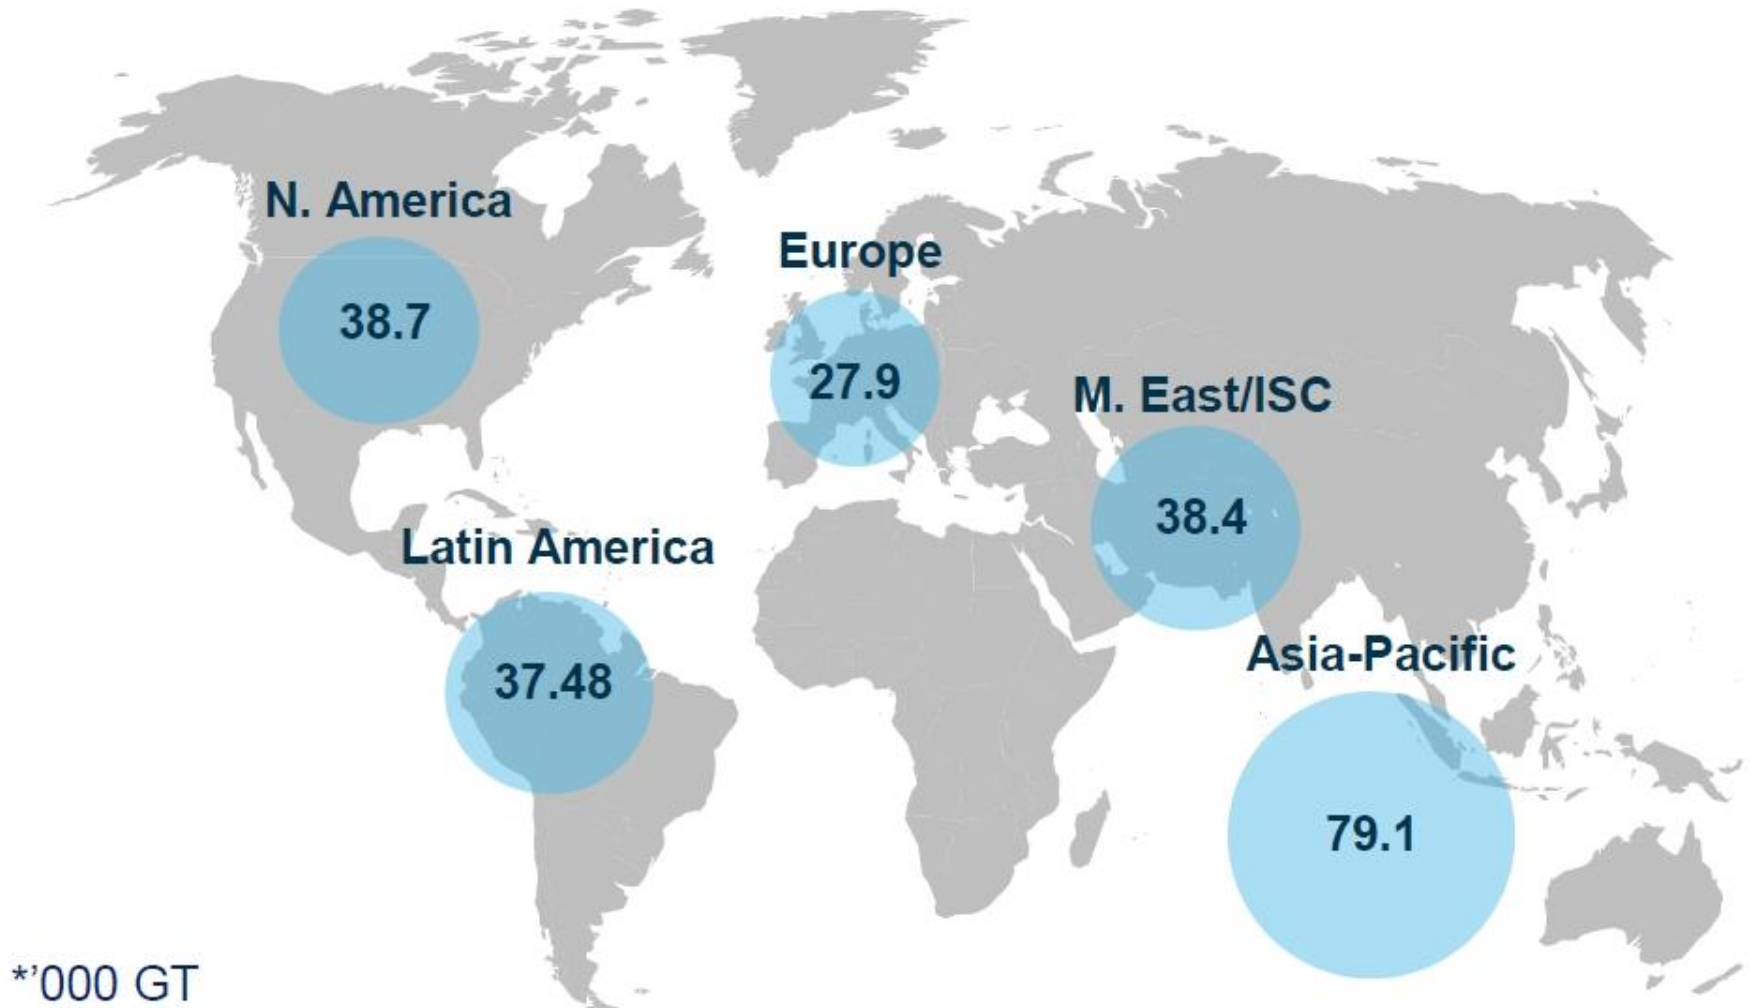 N. America
38.7
Europe
27.9
M. East/ISC
38.4
Latin America
37.48
Asia-Pacific
79.1
*’000 GT